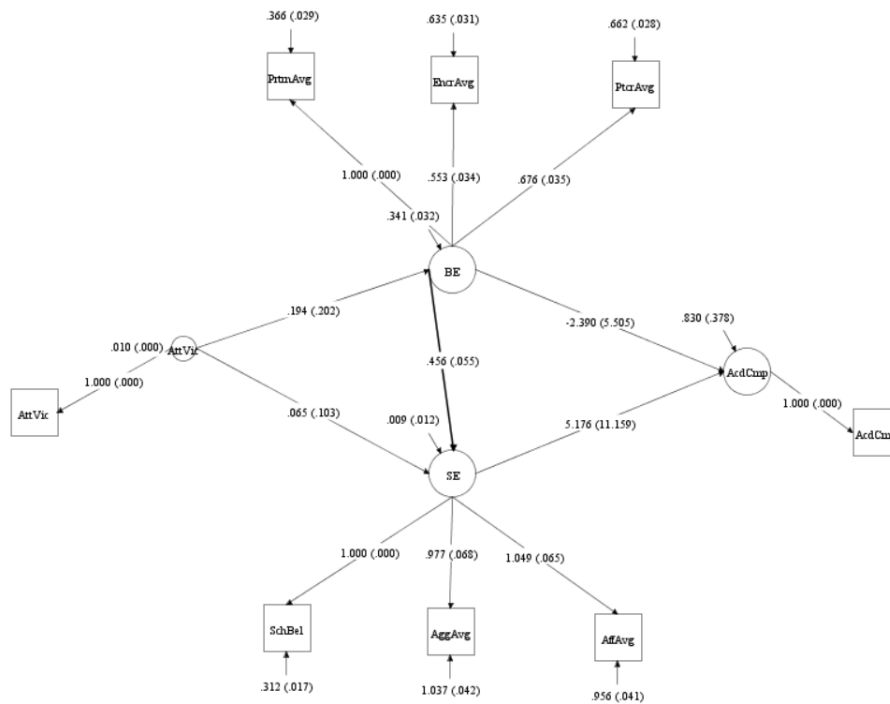 .366 (.029)
.635 (.031)
.662 (.028)
PrtmAvg
EncrAvg
PtcrAvg
1.000 (.000)
.553 (.034)
.676 (.035)
.341 (.032)
BE
.194 (.202)
-2.390 (5.505)
.830 (.378)
.010 (.000)
AttVic
.456 (.055)
AcdCmp
1.000 (.000)
1.000 (.000)
AttVic
.065 (.103)
.009 (.012)
5.176 (11.159)
AcdCm
SE
1.000 (.000)
.977 (.068)
1.049 (.065)
SchBel
AggAvg
AffAvg
.312 (.017)
1.037 (.042)
.956 (.041)